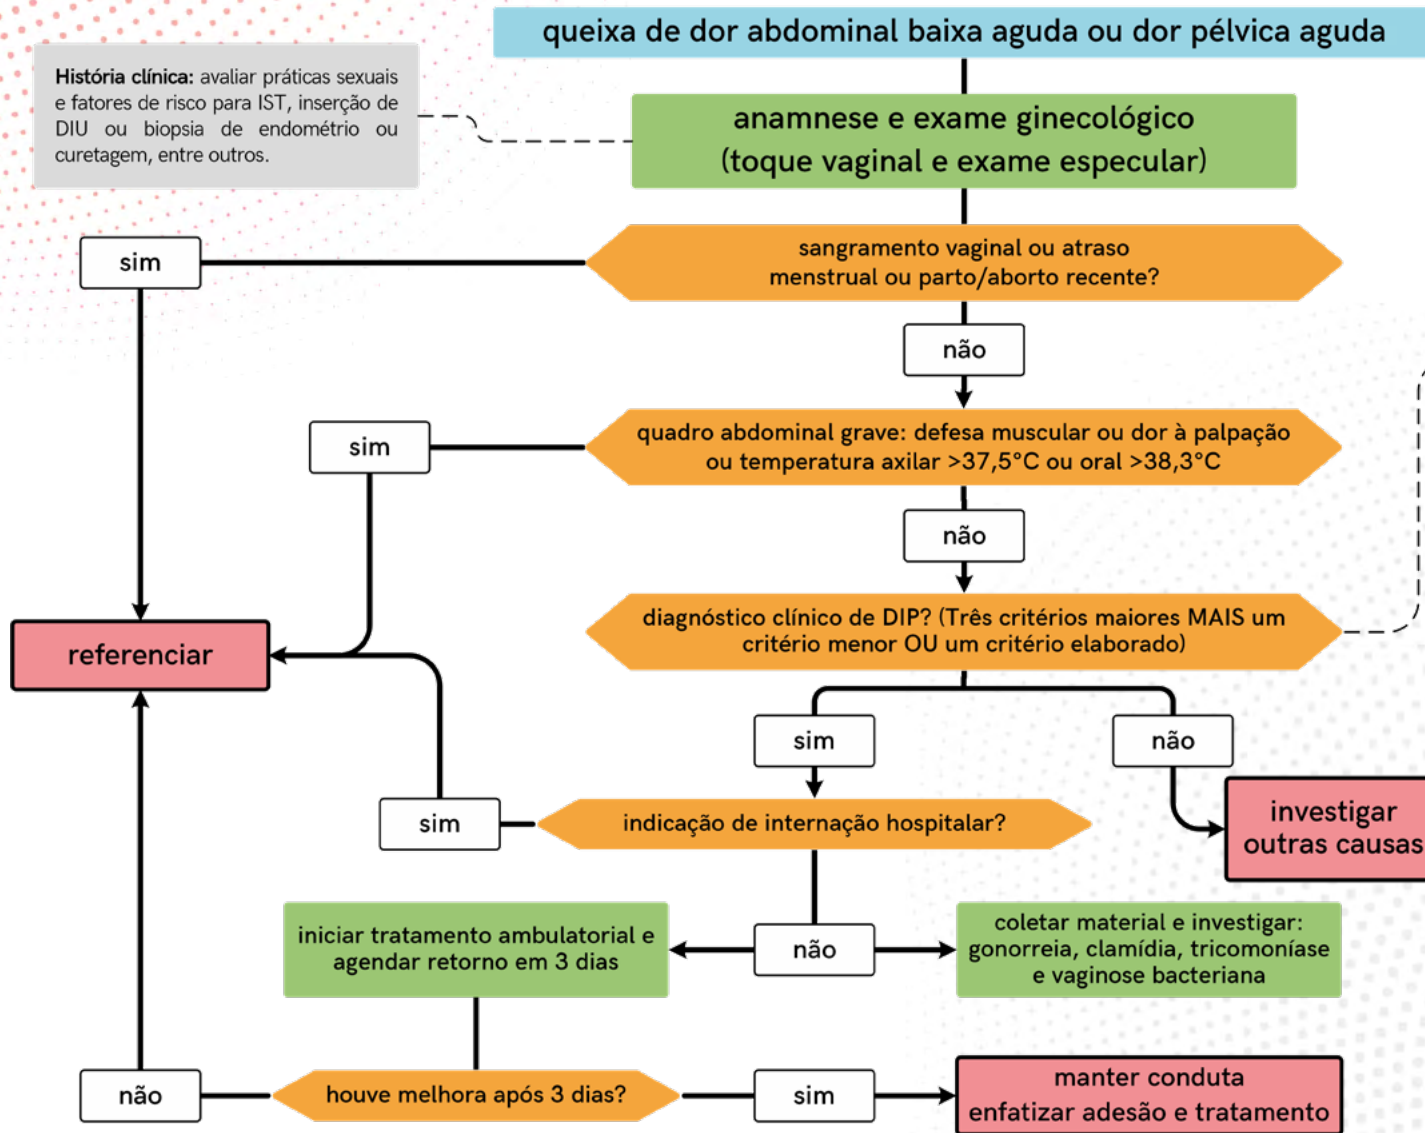 queixa de dor abdominal baixa aguda ou dor pélvica aguda
História clínica: avaliar práticas sexuais
e fatores de risco para IST, inserção de
DIU ou biopsia de endométrio ou
curetagem, entre outros.
anamnese e exame ginecológico
(toque vaginal e exame especular)
sim
sangramento vaginal ou atraso
menstrual ou parto/aborto recente?
não
sim
quadro abdominal grave: defesa muscular ou dor à palpação
ou temperatura axilar >37,5°C ou oral >38,3°C
não
diagnóstico clínico de DIP? (Três critérios maiores MAIS um
critério menor OU um critério elaborado)
referenciar
sim
não
sim
indicação de internação hospitalar?
investigar
outras causas
iniciar tratamento ambulatorial e
agendar retorno em 3 dias
não
coletar material e investigar:
gonorreia, clamídia, tricomoníase
e vaginose bacteriana
não
houve melhora após 3 dias?
sim
manter conduta
enfatizar adesão e tratamento